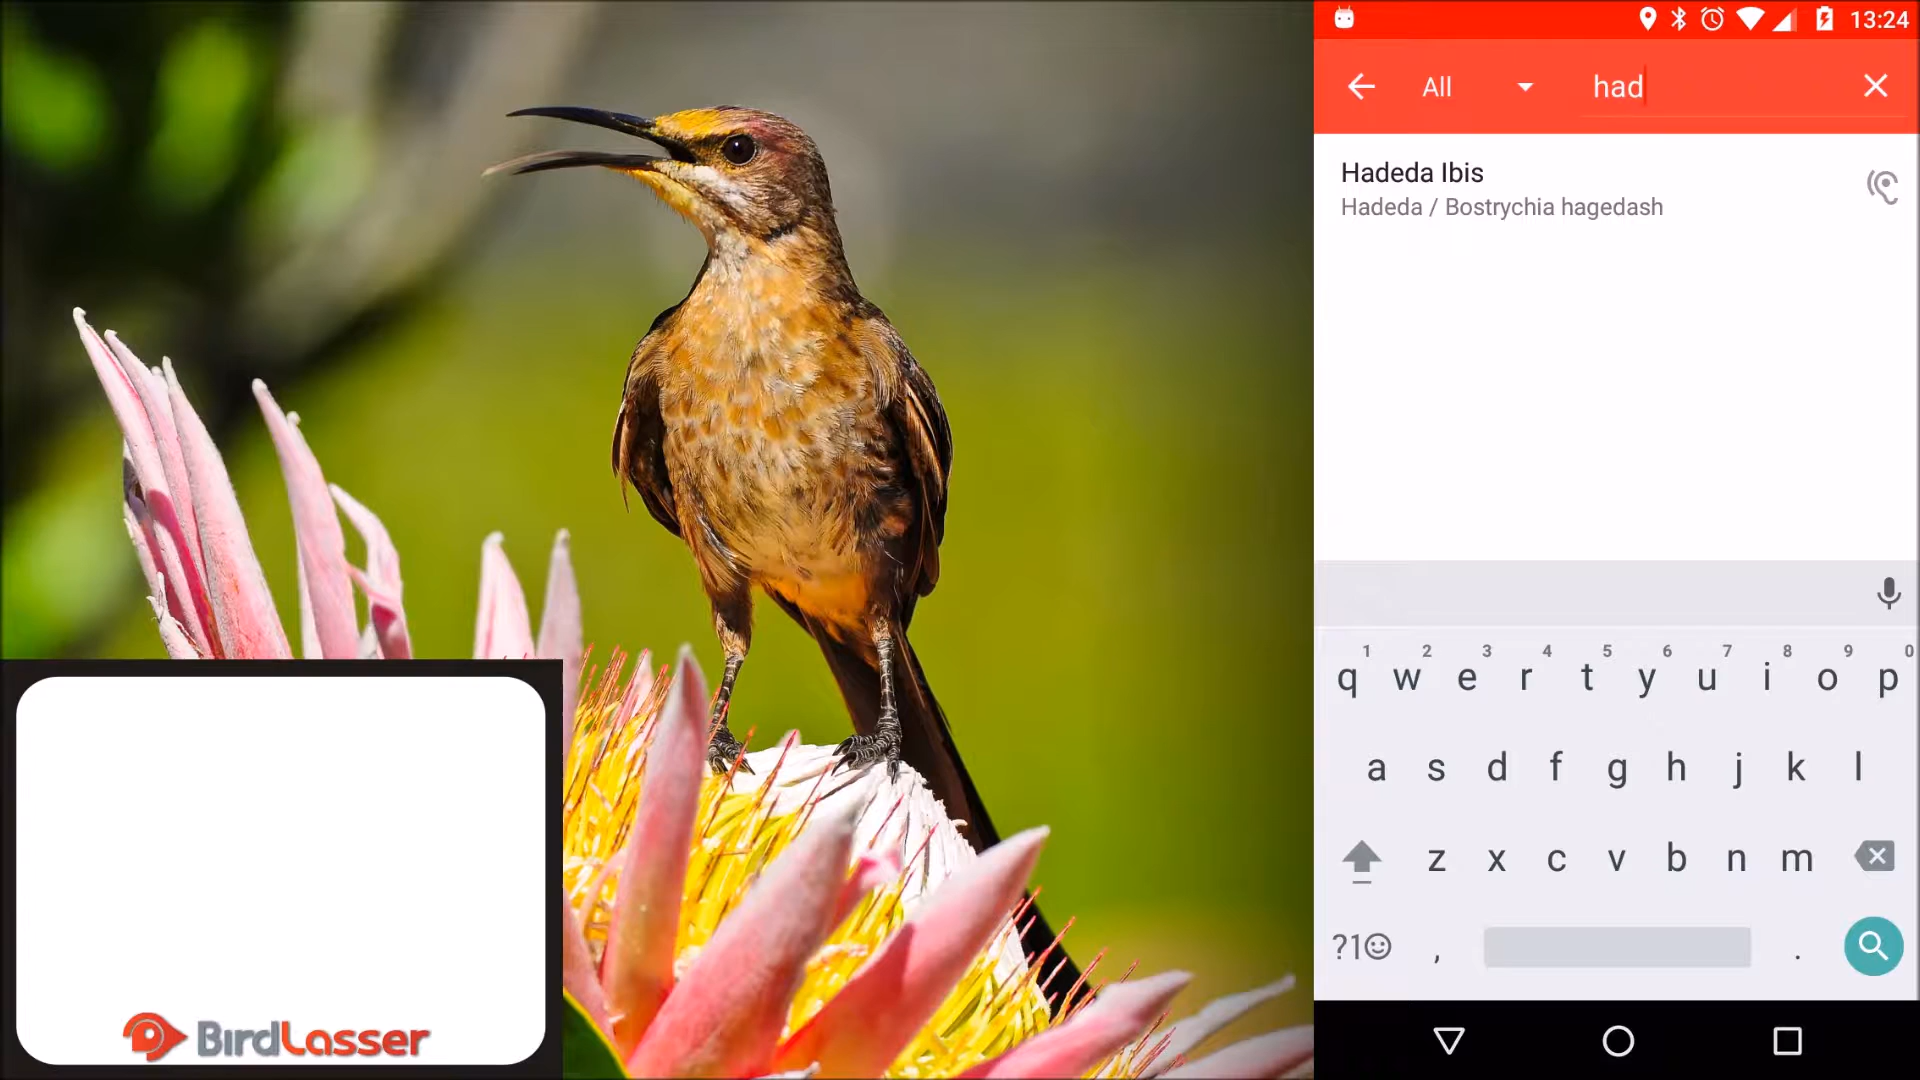 BirdLasser
13:24
All had
Hadeda Ibis
Hadeda / Bostrychia hagedash
1 2 3 4 5 6 7 8 9 0
q w e r t y u i o p
a s d f g h j k l
z x c v b n m
?1☺ , .